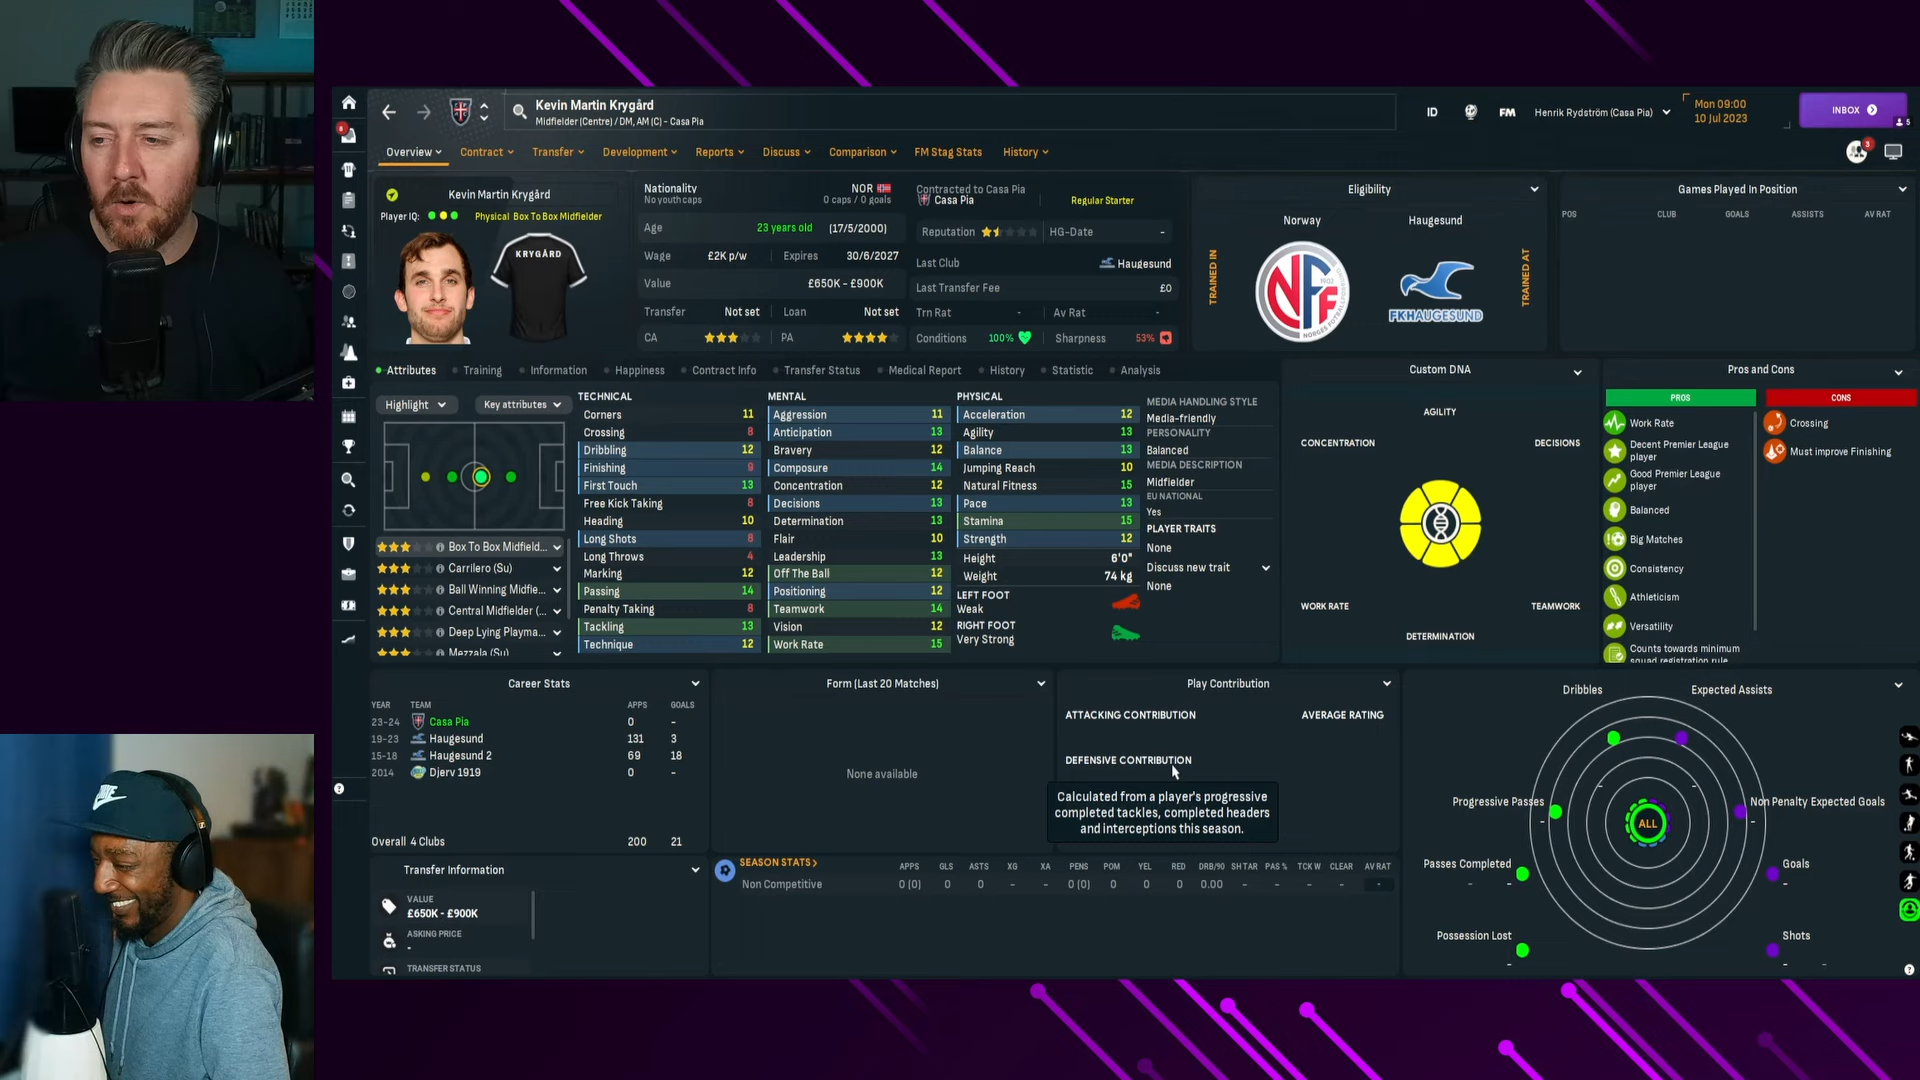 Kevin Martin Krygård
Midfielder (Centre) / DM, AM (C) - Casa Pia
ID
FM
Henrik Rydström (Casa Pia)
Mon 09:00
10 Jul 2023
INBOX
5
8
3
Overview
Contract
Transfer
Development
Reports
Discuss
Comparison
FM Stag Stats
History
Kevin Martin Krygård
Player IQ:
Physical Box To Box Midfielder
KRYGÅRD
Nationality
NOR
No youth caps
0 caps / 0 goals
Age
23 years old
(17/5/2000)
Wage
£2K p/w
Expires
30/6/2027
Value
£650K - £900K
Transfer
Not set
Loan
Not set
CA
PA
Contracted to Casa Pia
Casa Pia
Regular Starter
Reputation
HG-Date
-
Last Club
Haugesund
Last Transfer Fee
£0
Trn Rat
-
Av Rat
-
Conditions
100%
Sharpness
53%
Eligibility
Norway
Haugesund
TRAINED IN
TRAINED AT
NFF
FKHAUGESUND
Games Played In Position
POS
CLUB
GOALS
ASSISTS
AV RAT
Attributes
Training
Information
Happiness
Contract Info
Transfer Status
Medical Report
History
Statistic
Analysis
Highlight
Key attributes
Box To Box Midfield...
Carrilero (Su)
Ball Winning Midfie...
Central Midfielder (...
Deep Lying Playma...
Mezzala (Su)
TECHNICAL
Corners 11
Crossing 8
Dribbling 12
Finishing 9
First Touch 13
Free Kick Taking 8
Heading 10
Long Shots 8
Long Throws 4
Marking 12
Passing 14
Penalty Taking 8
Tackling 13
Technique 12
MENTAL
Aggression 11
Anticipation 13
Bravery 12
Composure 14
Concentration 12
Decisions 13
Determination 13
Flair 10
Leadership 13
Off The Ball 12
Positioning 12
Teamwork 14
Vision 12
Work Rate 15
PHYSICAL
Acceleration 12
Agility 13
Balance 13
Jumping Reach 10
Natural Fitness 15
Pace 13
Stamina 15
Strength 12
Height 6'0"
Weight 74 kg
LEFT FOOT
Weak
RIGHT FOOT
Very Strong
MEDIA HANDLING STYLE
Media-friendly
PERSONALITY
Balanced
MEDIA DESCRIPTION
Midfielder
EU NATIONAL
Yes
PLAYER TRAITS
None
Discuss new trait
None
Custom DNA
AGILITY
CONCENTRATION
DECISIONS
WORK RATE
TEAMWORK
DETERMINATION
Pros and Cons
PROS
CONS
Work Rate
Decent Premier League
player
Good Premier League
player
Balanced
Big Matches
Consistency
Athleticism
Versatility
Counts towards minimum
squad registration rule
Crossing
Must improve Finishing
Career Stats
YEAR TEAM APPS GOALS
23-24 Casa Pia 0 -
19-23 Haugesund 131 3
15-18 Haugesund 2 69 18
2014 Djerv 1919 0 -
Overall 4 Clubs 200 21
Form (Last 20 Matches)
None available
Play Contribution
ATTACKING CONTRIBUTION
AVERAGE RATING
DEFENSIVE CONTRIBUTION
Calculated from a player's progressive
completed tackles, completed headers
and interceptions this season.
Dribbles
Expected Assists
Progressive Passes
-
Non Penalty Expected Goals
-
ALL
Passes Completed
- -
Goals
-
Possession Lost
-
Shots
- -
Transfer Information
VALUE
£650K - £900K
ASKING PRICE
-
TRANSFER STATUS
SEASON STATS
APPS GLS ASTS XG XA PENS POM YEL RED DRB/90 SH TAR PAS % TCK W CLEAR AV RAT
Non Competitive 0 (0) 0 0 - - 0 (0) 0 0 0 0.00 - - - - -